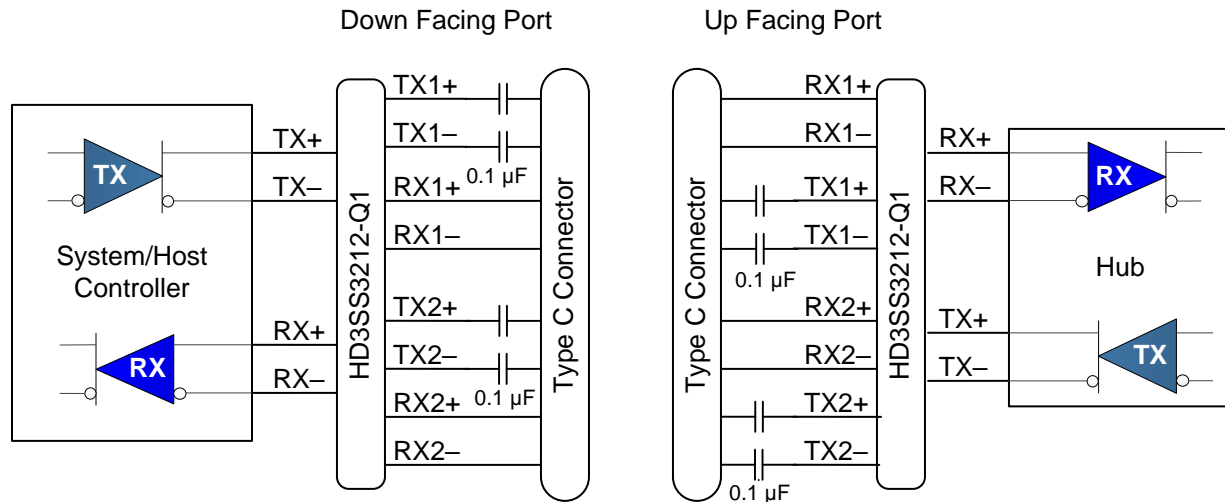 Down Facing Port
Up Facing Port
TX1+
TX1–
0.1 µF
RX1+
RX1–
TX2+
TX2–
0.1 µF
RX2+
RX2–
TX+
TX–
RX+
RX–
TX
System/Host
Controller
RX
HD3SS3212-Q1
Type C Connector
Type C Connector
RX1+
RX1–
TX1+
TX1–
0.1 µF
RX2+
RX2–
TX2+
TX2–
0.1 µF
HD3SS3212-Q1
RX+
RX–
TX+
TX–
RX
Hub
TX